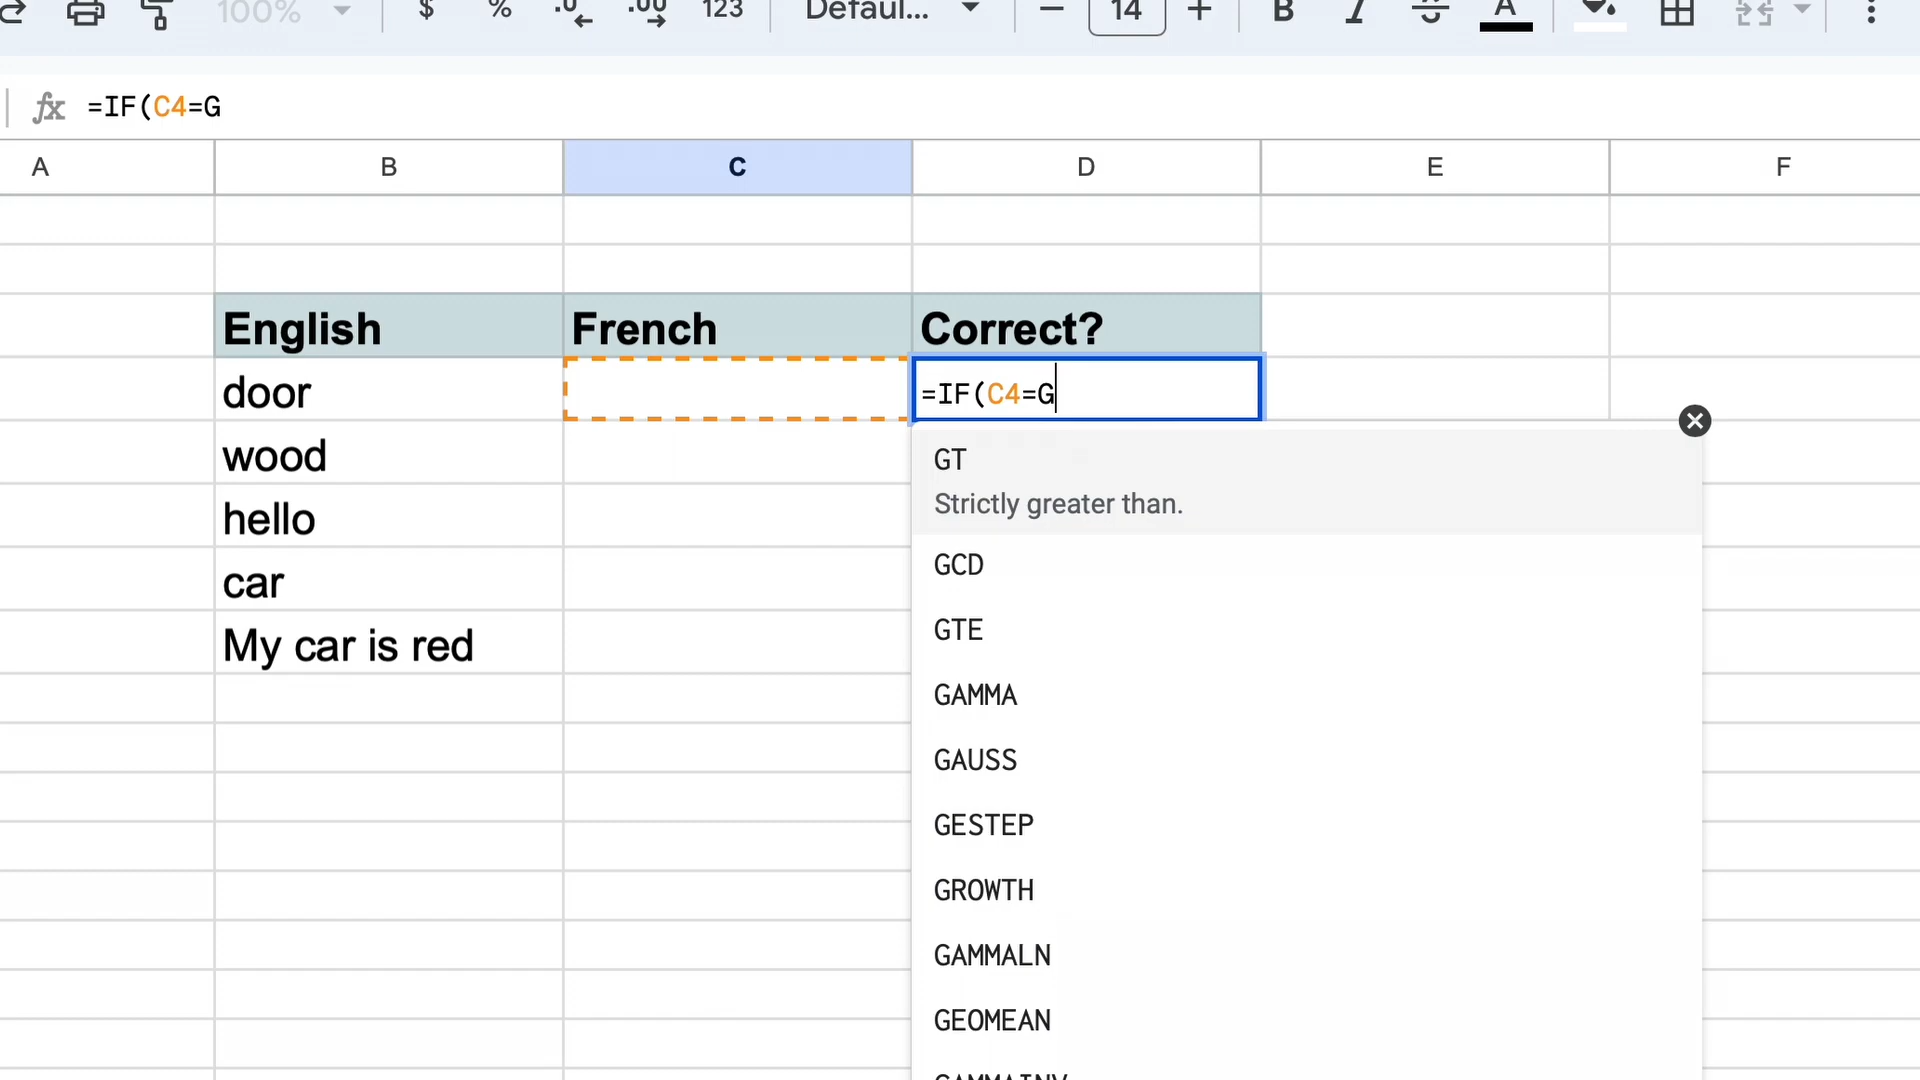 100% $ % .0 .00 123 Defaul... 14 B I A
fx =IF(C4=G
A B C D E F
English French Correct?
door =IF(C4=G
wood
hello
car
My car is red
GT
Strictly greater than.
GCD
GTE
GAMMA
GAUSS
GESTEP
GROWTH
GAMMALN
GEOMEAN
GAMMAINV